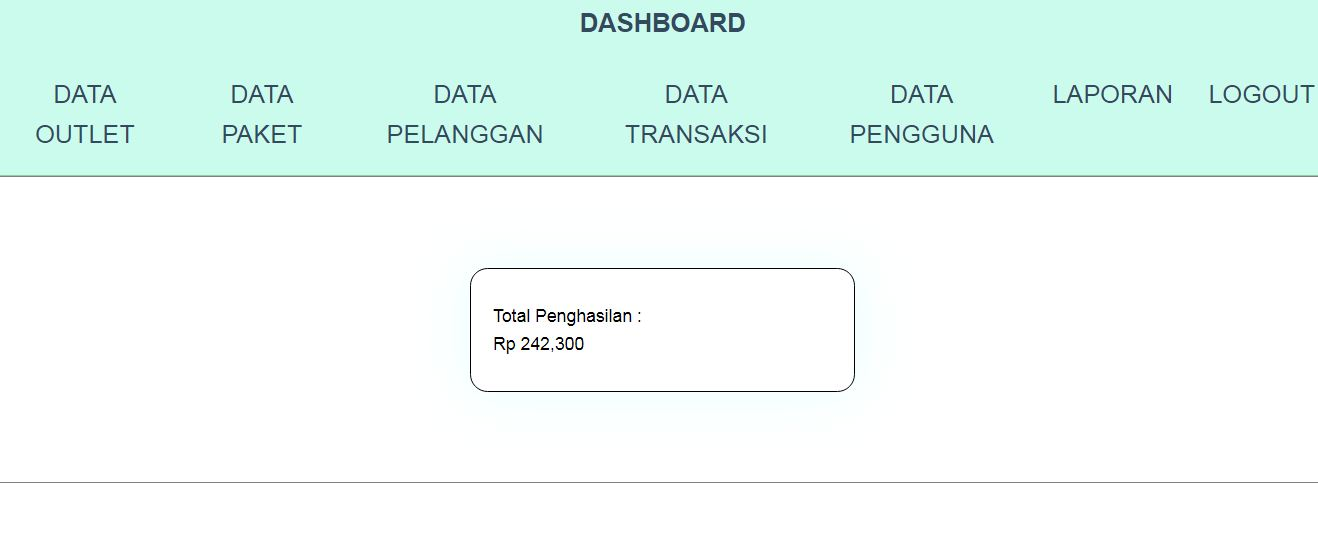 DASHBOARD
DATA OUTLET
DATA PAKET
DATA PELANGGAN
DATA TRANSAKSI
DATA PENGGUNA
LAPORAN
LOGOUT
Total Penghasilan :
Rp 242,300